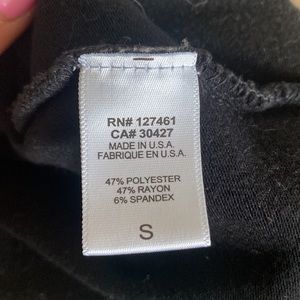 RN# 127461
CA# 30427
MADE IN U.S.A.
FABRIQUE EN U.S.A.
47% POLYESTER
47% RAYON
6% SPANDEX
S